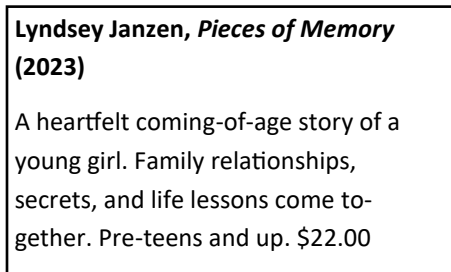 Lyndsey Janzen, Pieces of Memory
(2023)
A heartfelt coming-of-age story of a
young girl. Family relationships,
secrets, and life lessons come to-
gether. Pre-teens and up. $22.00